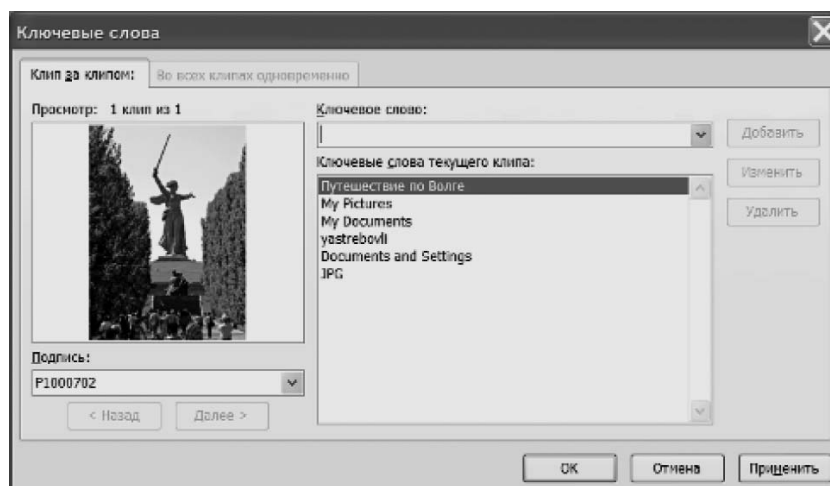 Ключевые слова
Клип за клипом:
Во всех клипах одновременно
Просмотр: 1 клип из 1
Ключевое слово:
Добавить
Ключевые слова текущего клипа:
Изменить
Путешествие по Волге
Удалить
My Pictures
My Documents
yastrebovli
Documents and Settings
JPG
Подпись:
P1000702
< Назад
Далее >
ОК
Отмена
Применить